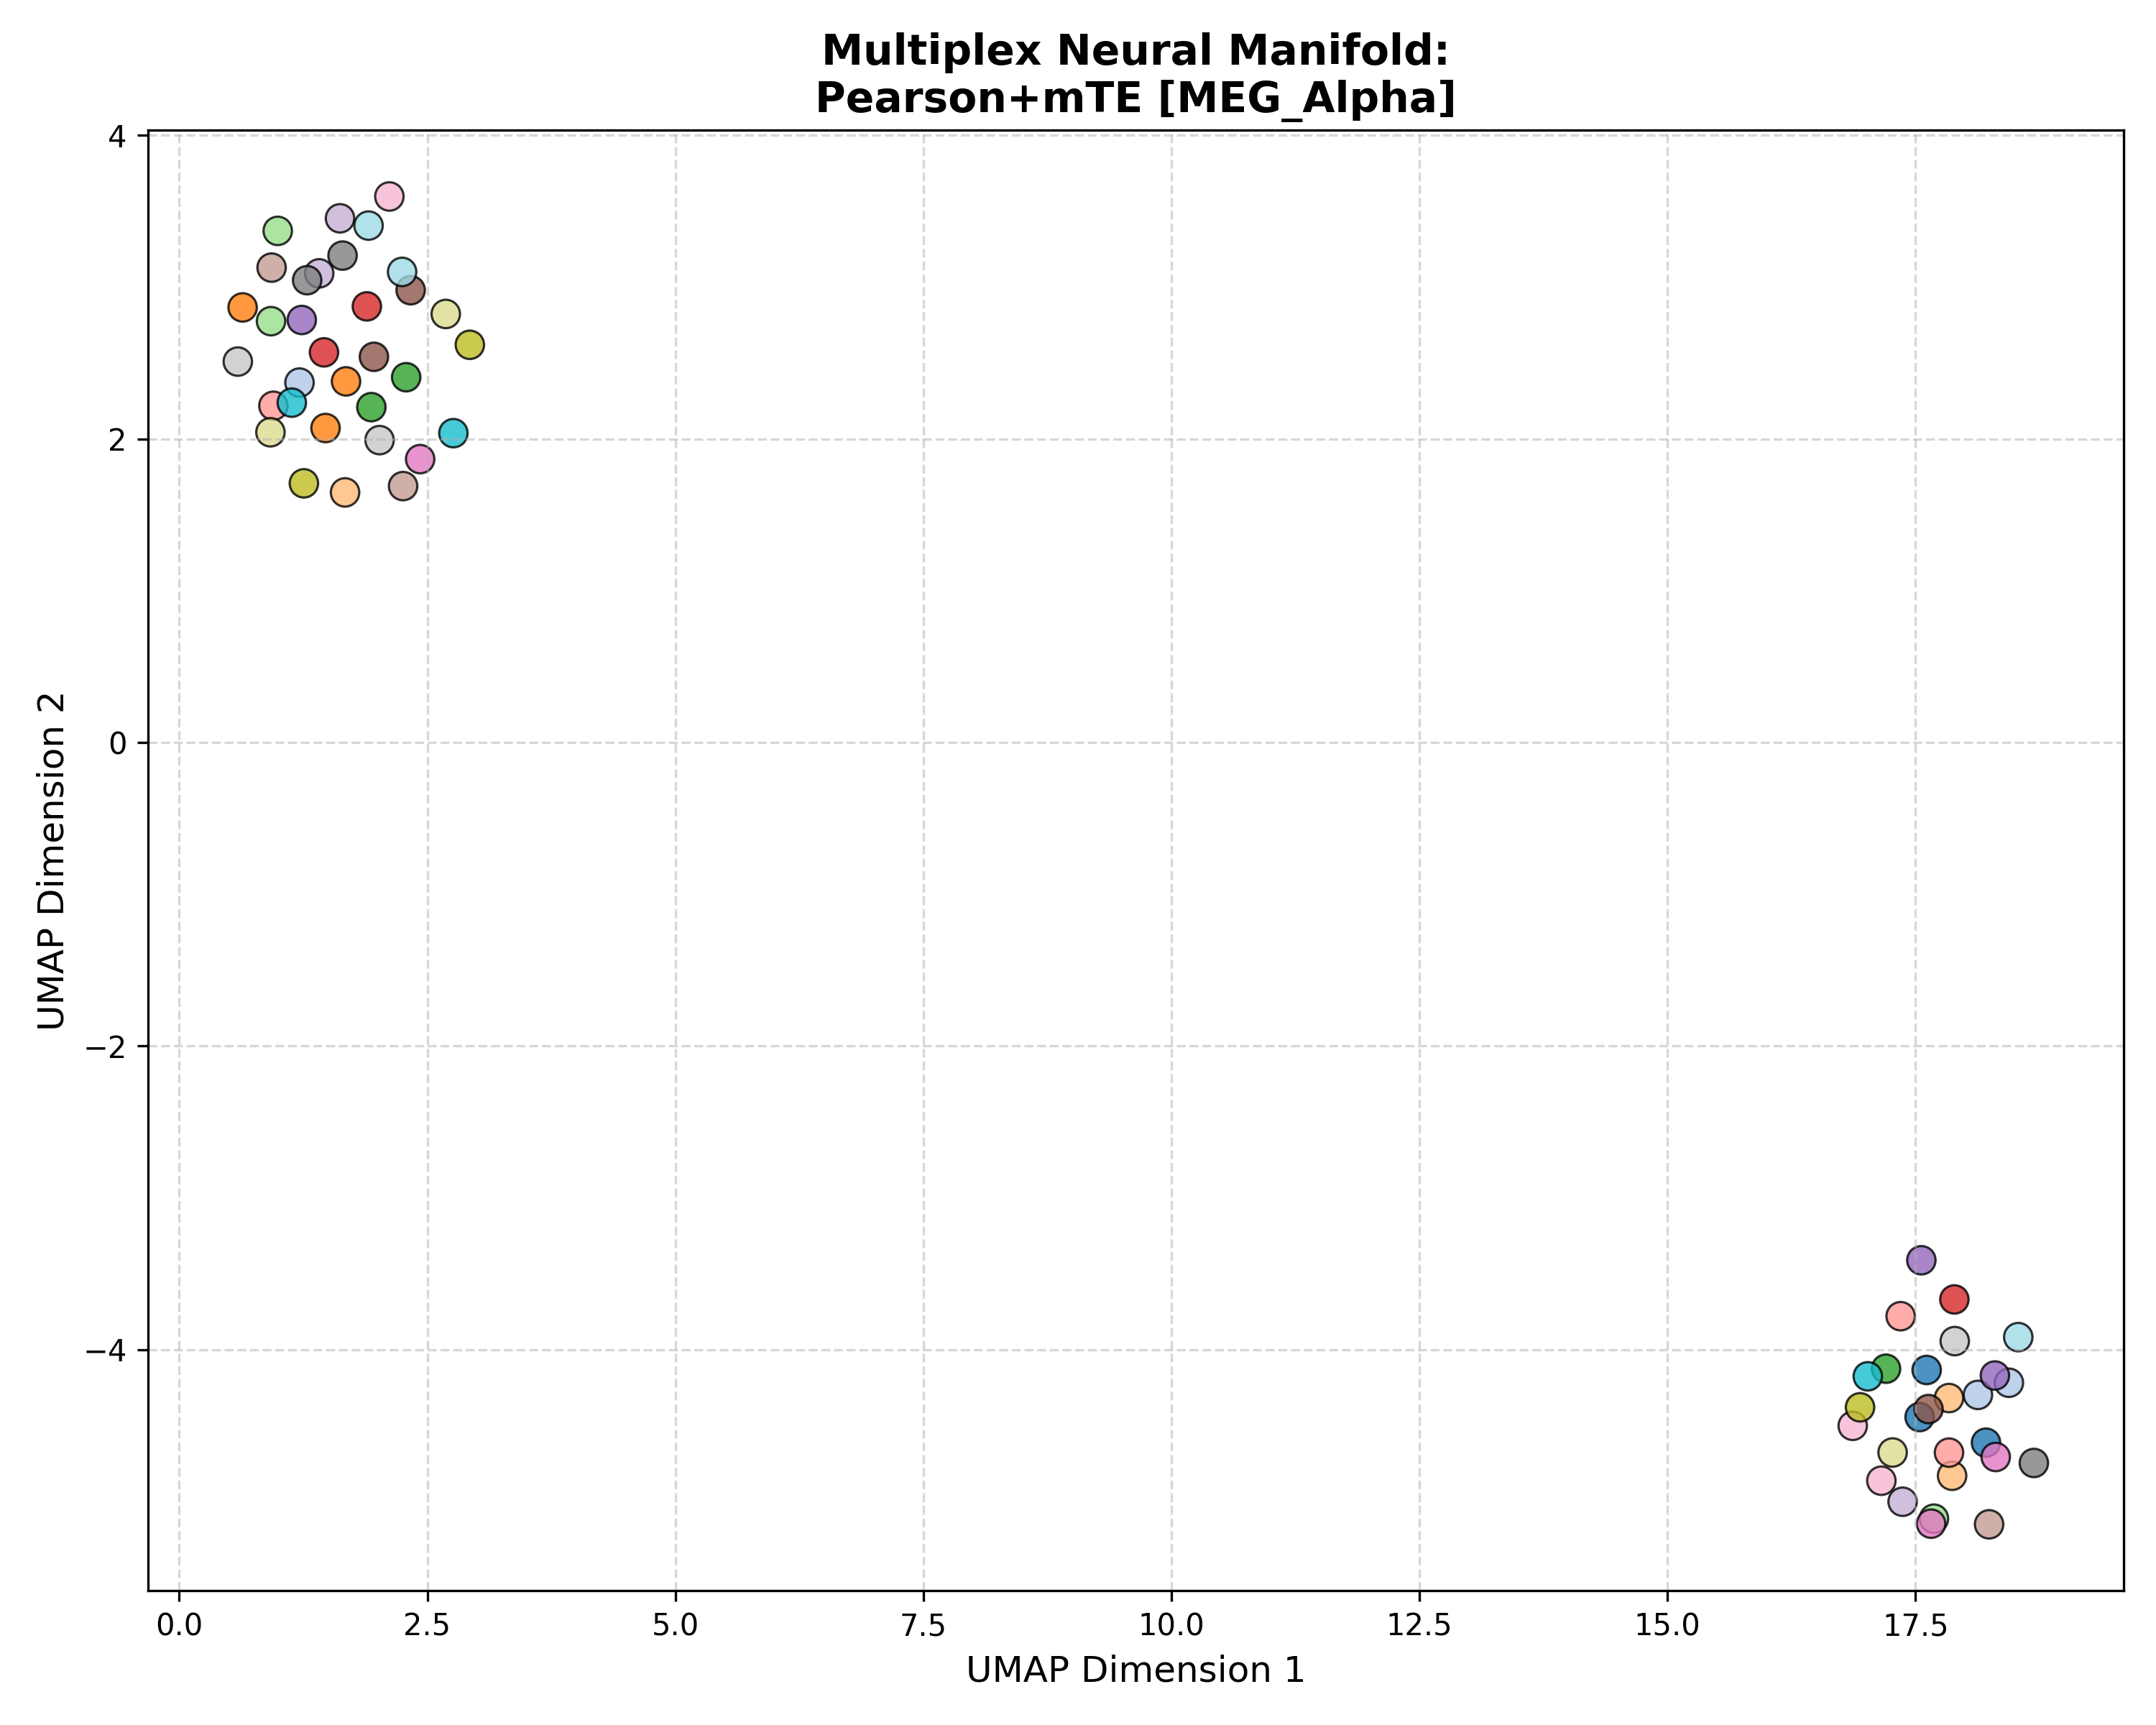 Multiplex Neural Manifold:
Pearson+mTE [MEG_Alpha]
4
2
0
−2
−4
UMAP Dimension 2
0.0 2.5 5.0 7.5 10.0 12.5 15.0 17.5
UMAP Dimension 1